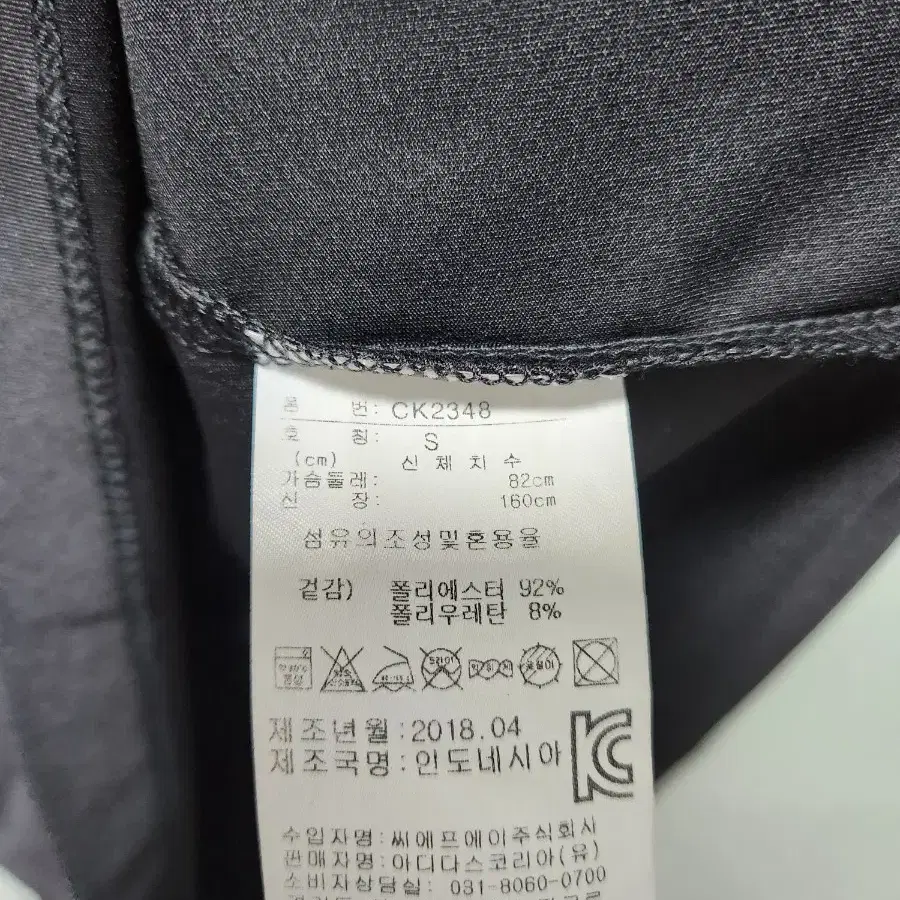 품 번: CK2348
호 칭: S
(cm) 신 체 치 수
가슴둘레: 82cm
신 장: 160cm
섬유의조성및혼용율
겉감) 폴리에스터 92%
폴리우레탄 8%
드라이
제조년월:2018.04
제조국명:인도네시아
수입자명:씨에프에이주식회사
판매자명:아디다스코리아(유)
소비자상담실: 031-8060-0700